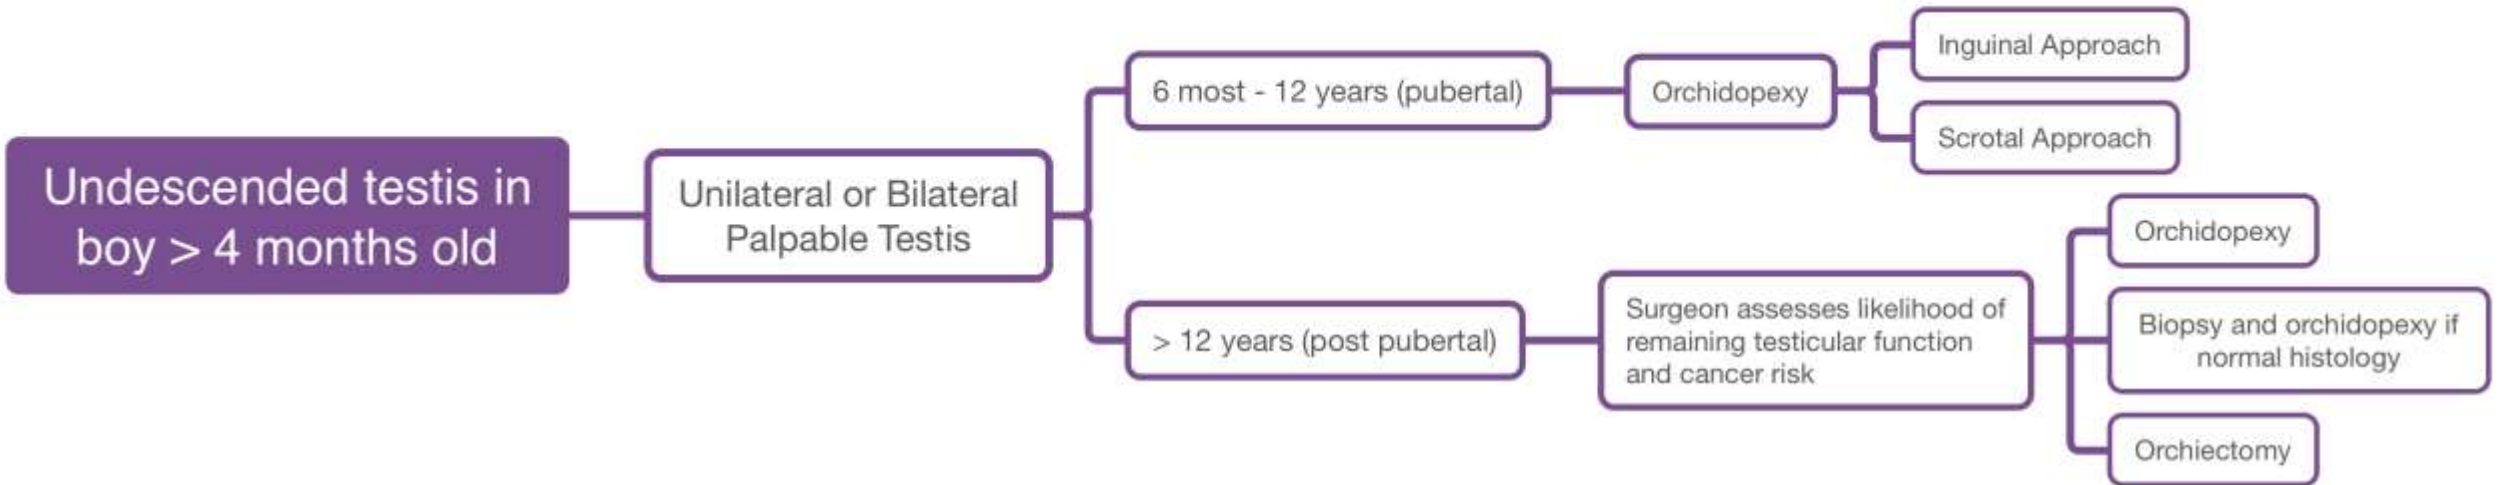 Undescended testis in
boy > 4 months old
Unilateral or Bilateral
Palpable Testis
6 most - 12 years (pubertal)
Orchidopexy
Inguinal Approach
Scrotal Approach
> 12 years (post pubertal)
Surgeon assesses likelihood of
remaining testicular function
and cancer risk
Orchidopexy
Biopsy and orchidopexy if
normal histology
Orchiectomy